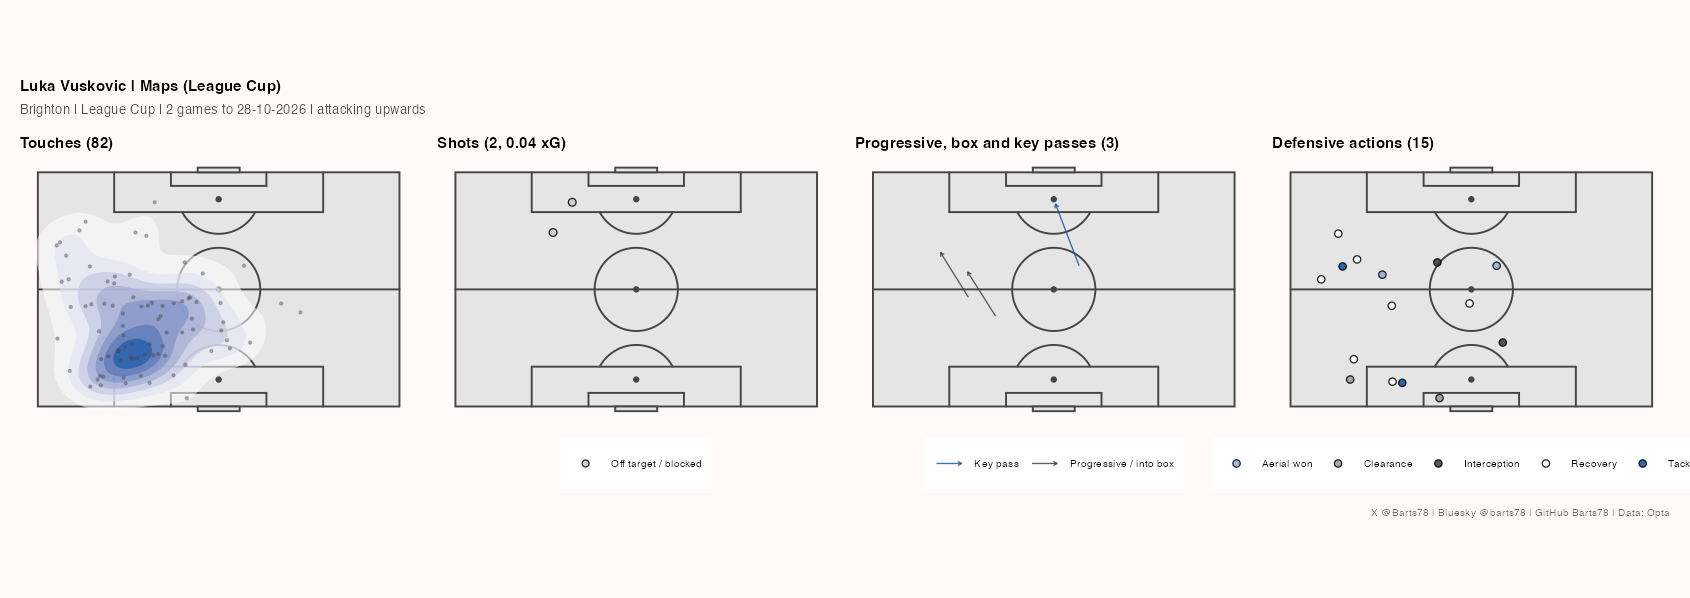 Luka Vuskovic | Maps (League Cup)
Brighton | League Cup | 2 games to 28-10-2026 | attacking upwards
Touches (82)
Shots (2, 0.04 xG)
Progressive, box and key passes (3)
Defensive actions (15)
Off target / blocked
Key pass
Progressive / into box
Aerial won
Clearance
Interception
Recovery
Tack
X @Barts78 | Bluesky @barts78 | GitHub Barts78 | Data: Opta